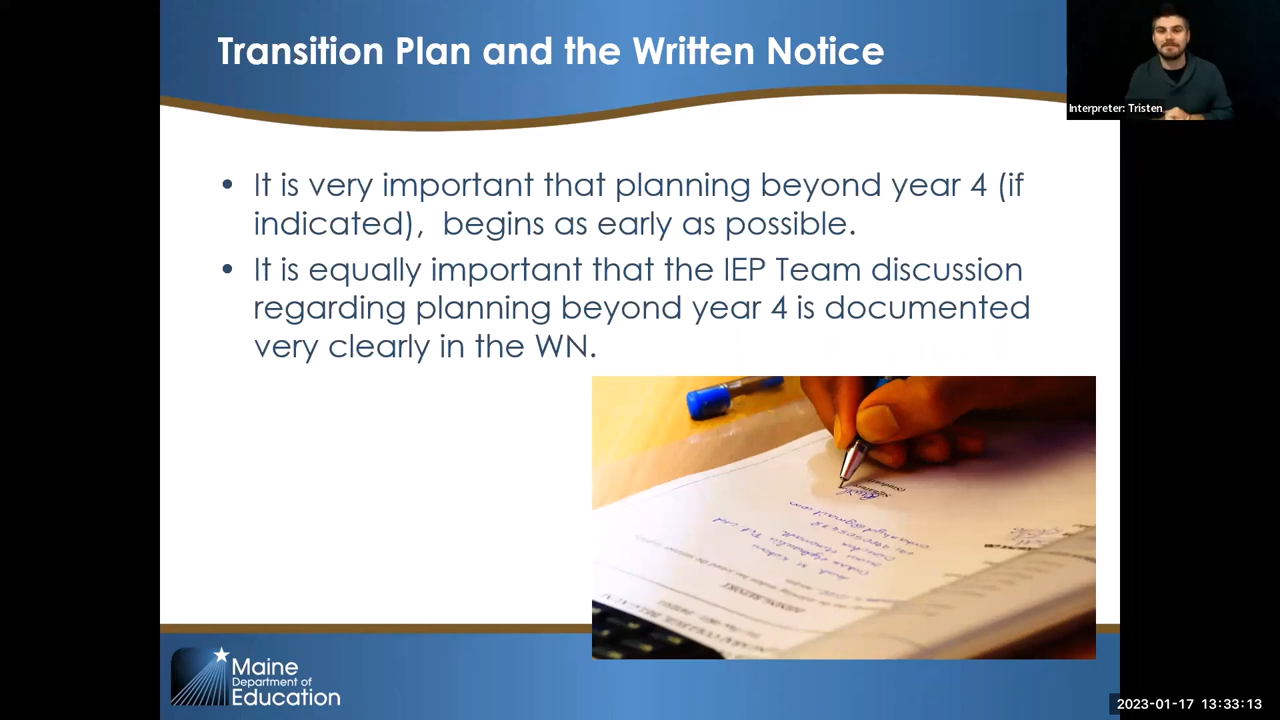 Transition Plan and the Written Notice
Interpreter: Tristen
• It is very important that planning beyond year 4 (if
indicated), begins as early as possible.
• It is equally important that the IEP Team discussion
regarding planning beyond year 4 is documented
very clearly in the WN.
Maine
Department of
Education
2023-01-17 13:33:13